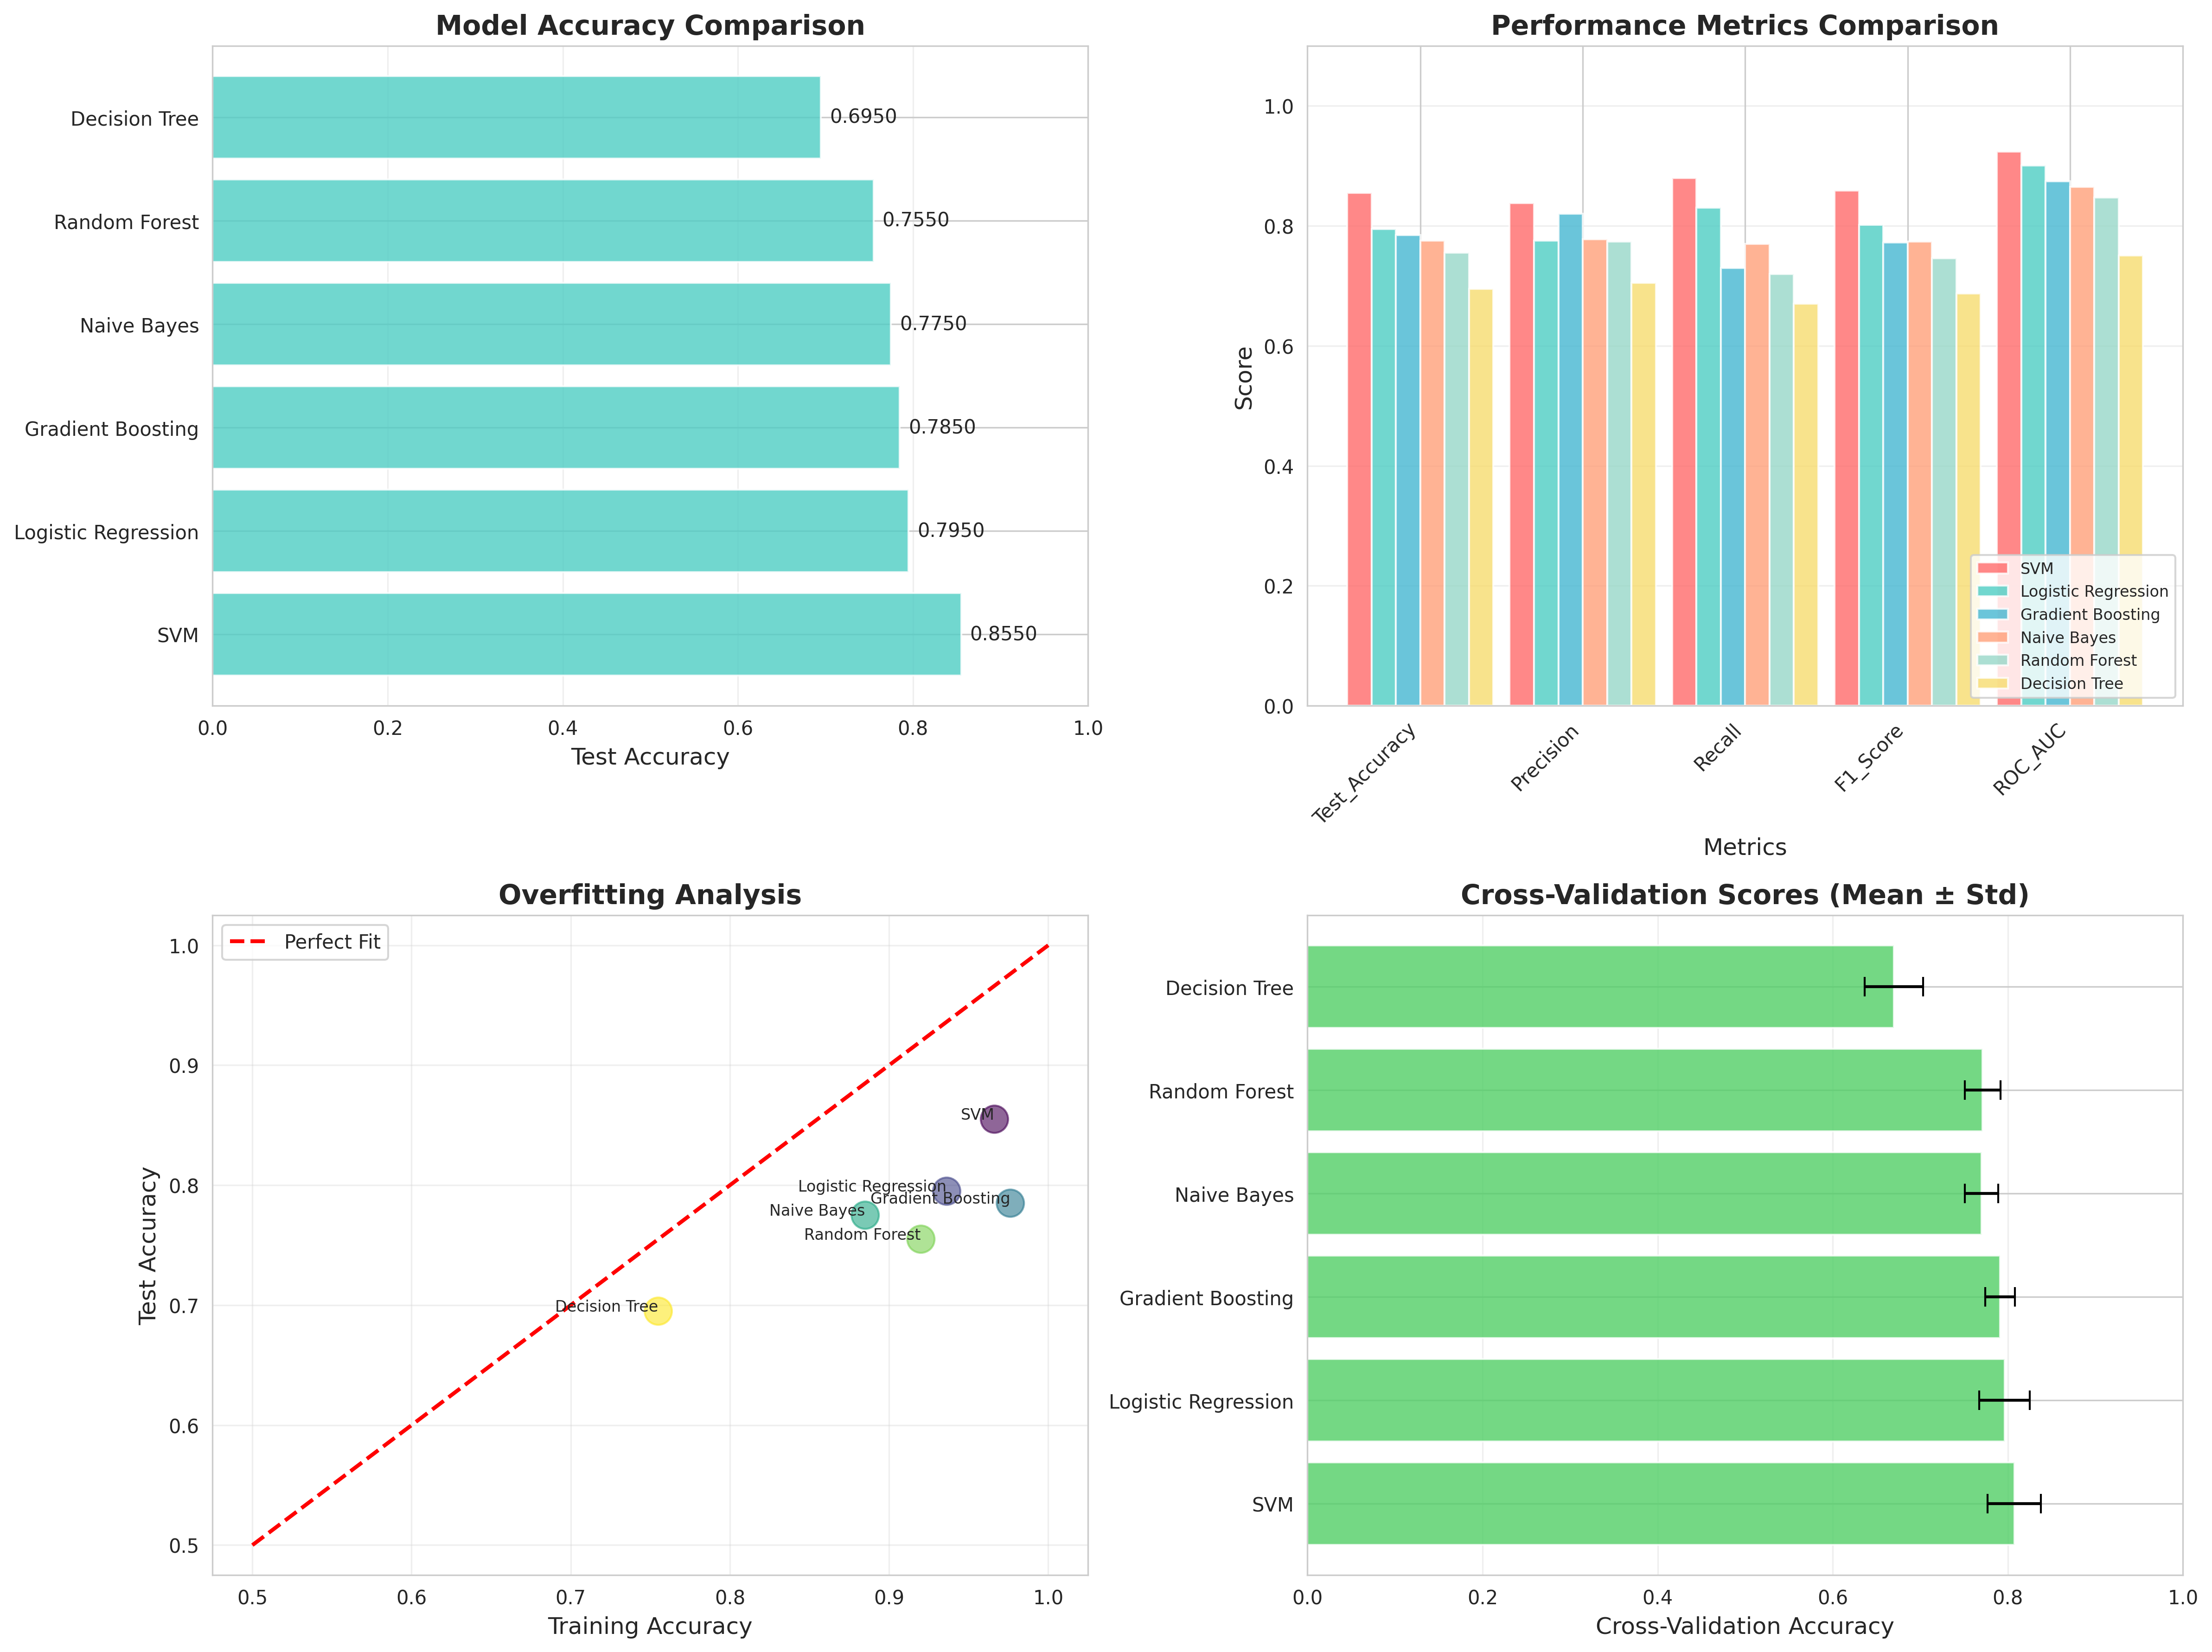 Model Accuracy Comparison
Decision Tree
0.6950
Random Forest
0.7550
Naive Bayes
0.7750
Gradient Boosting
0.7850
Logistic Regression
0.7950
SVM
0.8550
0.0 0.2 0.4 0.6 0.8 1.0
Test Accuracy
Performance Metrics Comparison
Score
1.0
0.8
0.6
0.4
0.2
0.0
SVM
Logistic Regression
Gradient Boosting
Naive Bayes
Random Forest
Decision Tree
Test_Accuracy
Precision
Recall
F1_Score
ROC_AUC
Metrics
Overfitting Analysis
Perfect Fit
Test Accuracy
1.0
0.9
0.8
0.7
0.6
0.5
SVM
Logistic Regression
Gradient Boosting
Naive Bayes
Random Forest
Decision Tree
0.5 0.6 0.7 0.8 0.9 1.0
Training Accuracy
Cross-Validation Scores (Mean ± Std)
Decision Tree
Random Forest
Naive Bayes
Gradient Boosting
Logistic Regression
SVM
0.0 0.2 0.4 0.6 0.8 1.0
Cross-Validation Accuracy